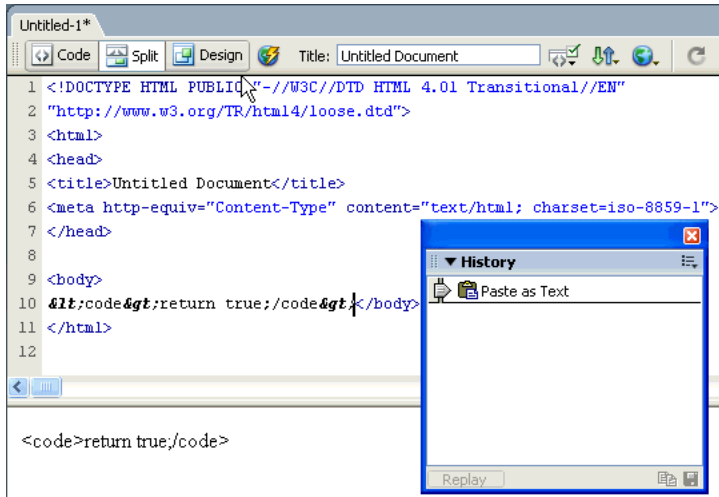 Untitled-1*
Code Split Design Title: Untitled Document
1 <!DOCTYPE HTML PUBLIC "-//W3C//DTD HTML 4.01 Transitional//EN"
2 "http://www.w3.org/TR/html4/loose.dtd">
3 <html>
4 <head>
5 <title>Untitled Document</title>
6 <meta http-equiv="Content-Type" content="text/html; charset=iso-8859-1">
7 </head>
8
9 <body>
10 &lt;code&gt;return true;/code&gt;</body>
11 </html>
12
History
Paste as Text
Replay
<code>return true;/code>